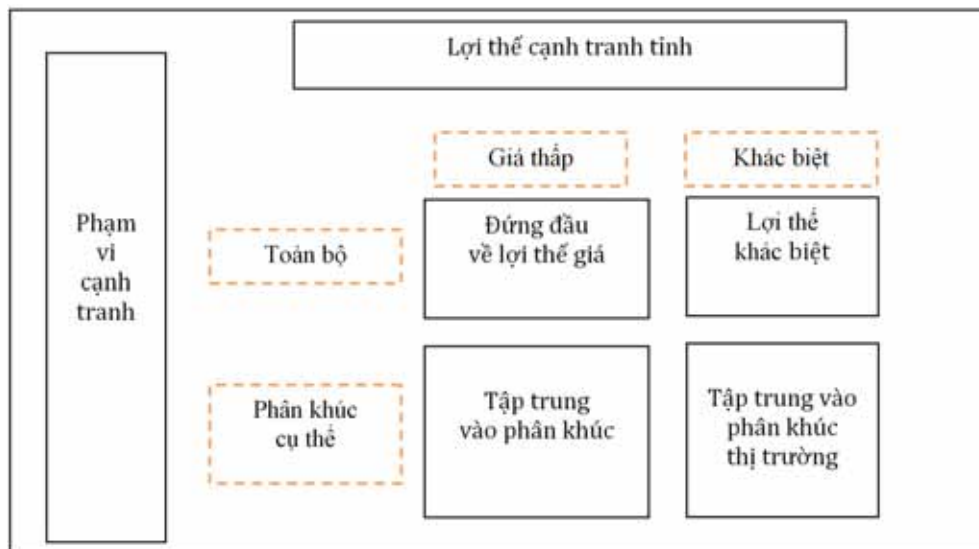 Lợi thế cạnh tranh tỉnh
Giá thấp
Khác biệt
Phạm
vi
cạnh
tranh
Toàn bộ
Đứng đầu
về lợi thế giá
Lợi thế
khác biệt
Phân khúc
cụ thể
Tập trung
vào phân khúc
Tập trung vào
phân khúc
thị trường